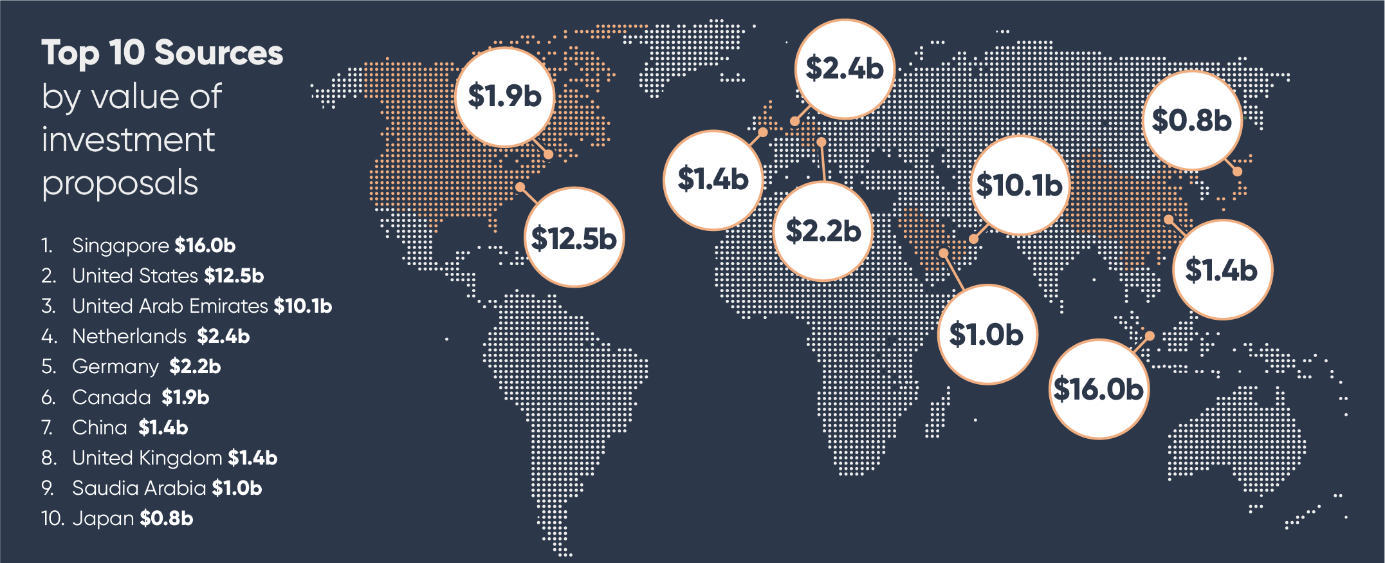 Top 10 Sources
by value of
investment
proposals
1. Singapore $16.0b
2. United States $12.5b
3. United Arab Emirates $10.1b
4. Netherlands $2.4b
5. Germany $2.2b
6. Canada $1.9b
7. China $1.4b
8. United Kingdom $1.4b
9. Saudia Arabia $1.0b
10. Japan $0.8b
$1.9b
$12.5b
$2.4b
$1.4b
$2.2b
$10.1b
$0.8b
$1.4b
$1.0b
$16.0b